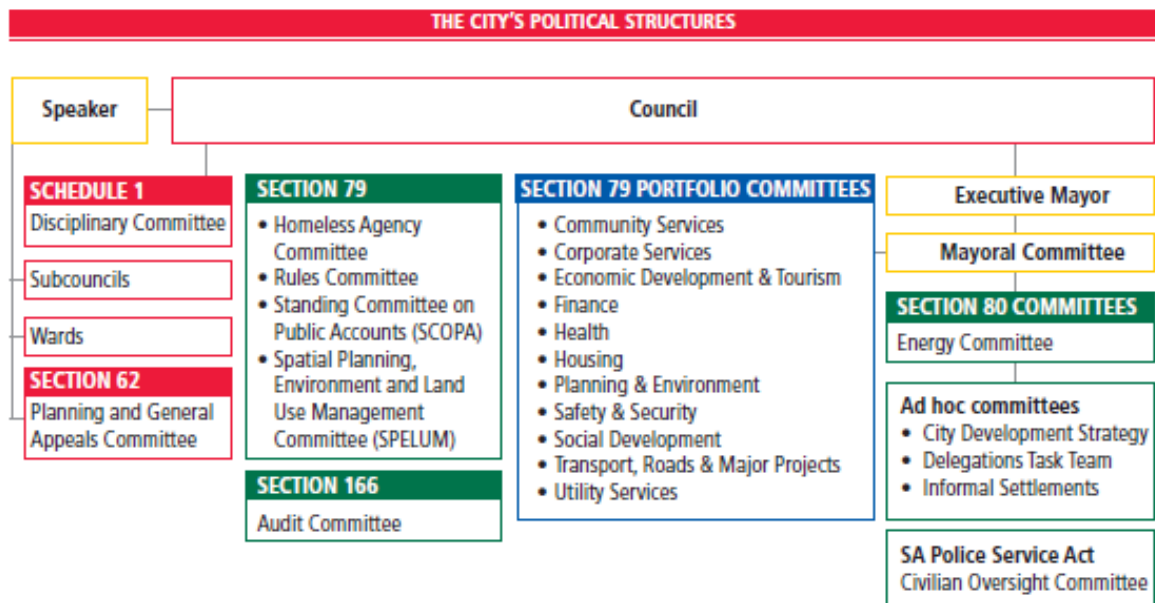 THE CITY'S POLITICAL STRUCTURES
Speaker
Council
SCHEDULE 1
Disciplinary Committee
Subcouncils
Wards
SECTION 62
Planning and General
Appeals Committee
SECTION 79
• Homeless Agency
Committee
• Rules Committee
• Standing Committee on
Public Accounts (SCOPA)
• Spatial Planning,
Environment and Land
Use Management
Committee (SPELUM)
SECTION 166
Audit Committee
SECTION 79 PORTFOLIO COMMITTEES
• Community Services
• Corporate Services
• Economic Development & Tourism
• Finance
• Health
• Housing
• Planning & Environment
• Safety & Security
• Social Development
• Transport, Roads & Major Projects
• Utility Services
Executive Mayor
Mayoral Committee
SECTION 80 COMMITTEES
Energy Committee
Ad hoc committees
• City Development Strategy
• Delegations Task Team
• Informal Settlements
SA Police Service Act
Civilian Oversight Committee